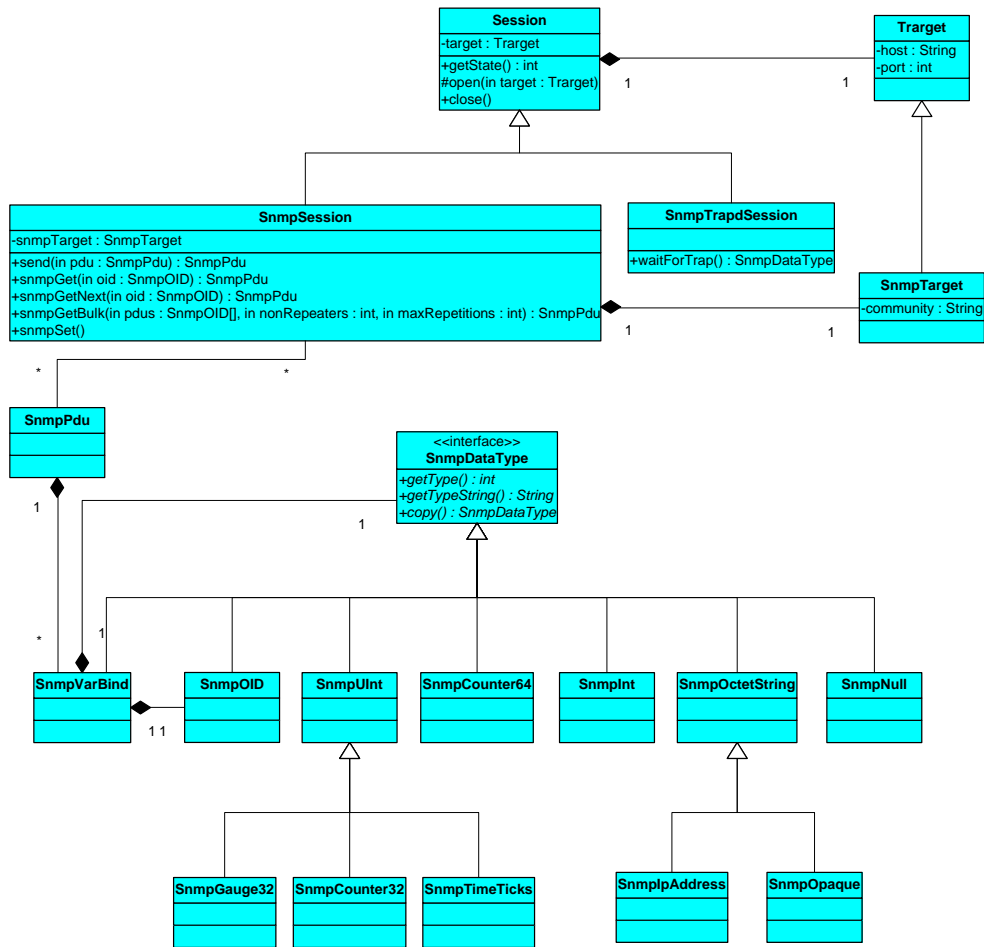 Session
-target : Trarget
+getState() : int
#open(in target : Trarget)
+close()
Trarget
-host : String
-port : int
1
1
SnmpSession
-snmpTarget : SnmpTarget
+send(in pdu : SnmpPdu) : SnmpPdu
+snmpGet(in oid : SnmpOID) : SnmpPdu
+snmpGetNext(in oid : SnmpOID) : SnmpPdu
+snmpGetBulk(in pdus : SnmpOID[], in nonRepeaters : int, in maxRepetitions : int) : SnmpPdu
+snmpSet()
SnmpTrapdSession
+waitForTrap() : SnmpDataType
SnmpTarget
-community : String
1
1
*
*
SnmpPdu
<<interface>>
SnmpDataType
+getType() : int
+getTypeString() : String
+copy() : SnmpDataType
1
1
*
1
SnmpVarBind
SnmpOID
SnmpUInt
SnmpCounter64
SnmpInt
SnmpOctetString
SnmpNull
1 1
SnmpGauge32
SnmpCounter32
SnmpTimeTicks
SnmpIpAddress
SnmpOpaque